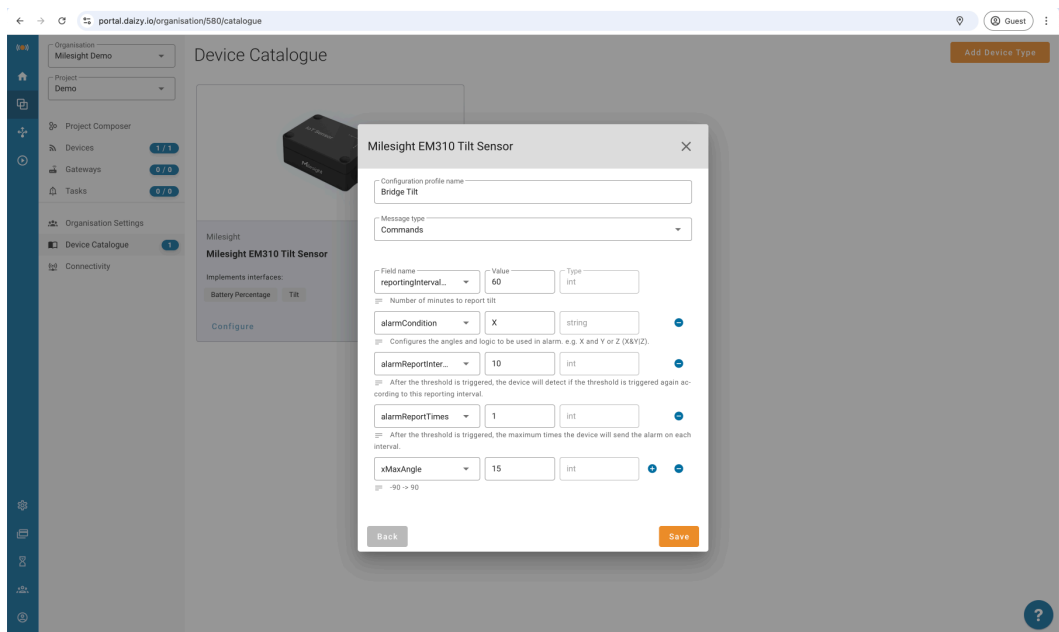 portal.daizy.io/organisation/580/catalogue
Guest
Organisation
Milesight Demo
Project
Demo
Project Composer
Devices
1 / 1
Gateways
0 / 0
Tasks
0 / 0
Organisation Settings
Device Catalogue
1
Connectivity
Device Catalogue
Add Device Type
IoT Sensor
Milesight
Milesight
Milesight EM310 Tilt Sensor
Implements interfaces:
Battery Percentage
Tilt
Configure
Milesight EM310 Tilt Sensor
Configuration profile name
Bridge Tilt
Message type
Commands
Field name
reportingInterval...
Value
60
Type
int
Number of minutes to report tilt
alarmCondition
X
string
Configures the angles and logic to be used in alarm. e.g. X and Y or Z (X&Y|Z).
alarmReportInter...
10
int
After the threshold is triggered, the device will detect if the threshold is triggered again ac-
cording to this reporting interval.
alarmReportTimes
1
int
After the threshold is triggered, the maximum times the device will send the alarm on each
interval.
xMaxAngle
15
int
-90 -> 90
Back
Save
?